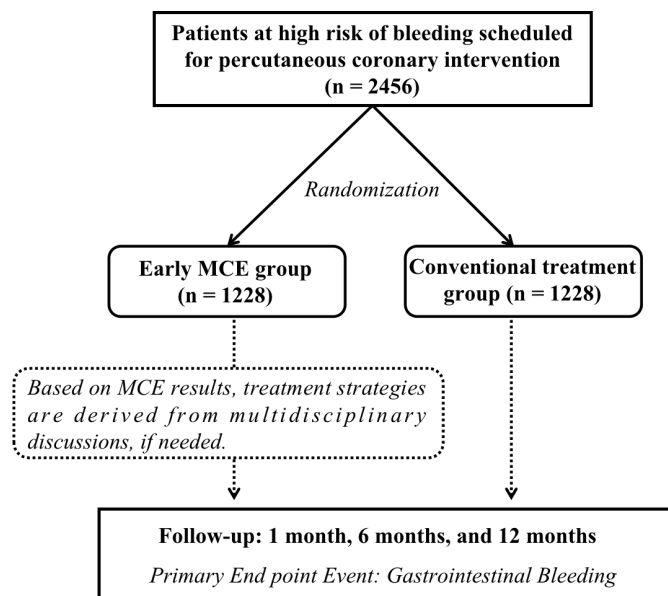 Patients at high risk of bleeding scheduled
for percutaneous coronary intervention
(n = 2456)
Randomization
Early MCE group
(n = 1228)
Conventional treatment
group (n = 1228)
Based on MCE results, treatment strategies
are derived from multidisciplinary
discussions, if needed.
Follow-up: 1 month, 6 months, and 12 months
Primary End point Event: Gastrointestinal Bleeding